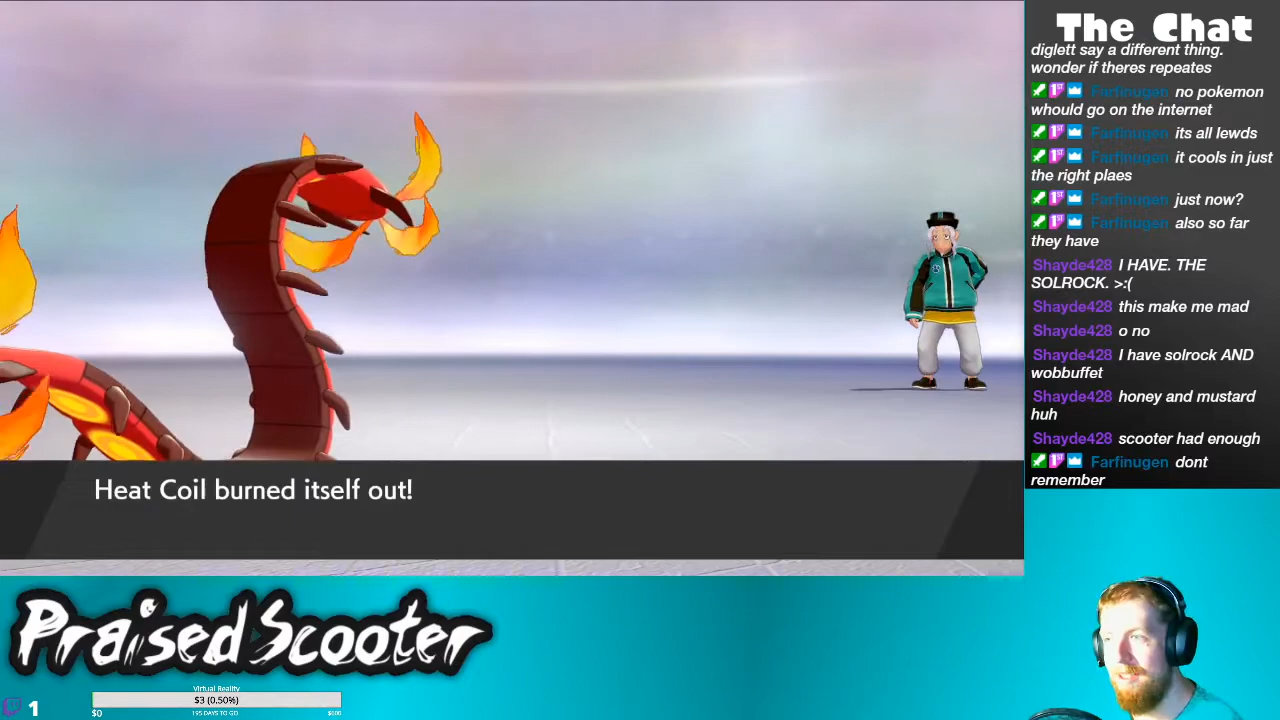 The Chat
diglett say a different thing.
wonder if theres repeates
Farfinugen no pokemon
whould go on the internet
Farfinugen its all lewds
Farfinugen it cools in just
the right plaes
Farfinugen just now?
Farfinugen also so far
they have
Shayde428 I HAVE. THE
SOLROCK. >:(
Shayde428 this make me mad
Shayde428 o no
Shayde428 I have solrock AND
wobbuffet
Shayde428 honey and mustard
huh
Shayde428 scooter had enough
Farfinugen dont
remember
Heat Coil burned itself out!
PraisedScooter
Virtual Reality
$3 (0.50%)
$0 195 DAYS TO GO $600
1